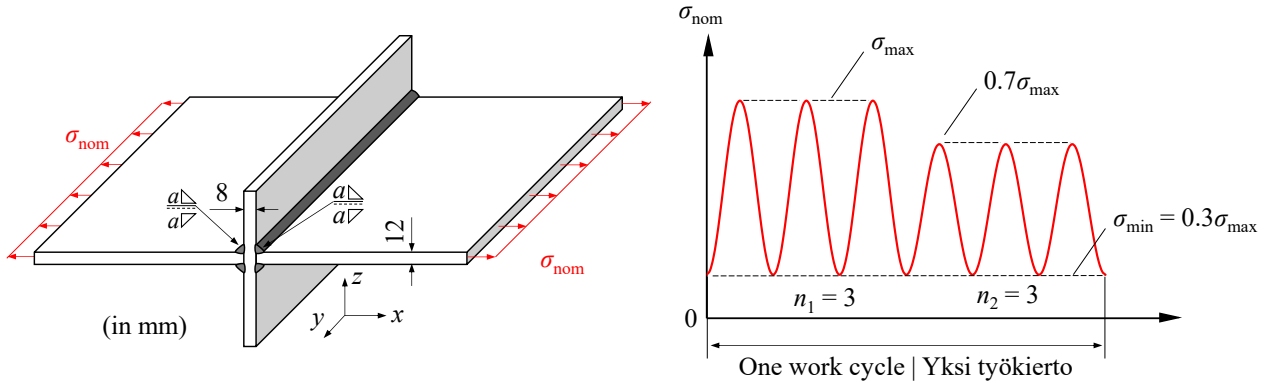 σnom
8
a
a
a
a
12
σnom
(in mm)
z
y
x
σnom
σmax
0.7σmax
σmin = 0.3σmax
n1 = 3
n2 = 3
0
One work cycle | Yksi työkierto